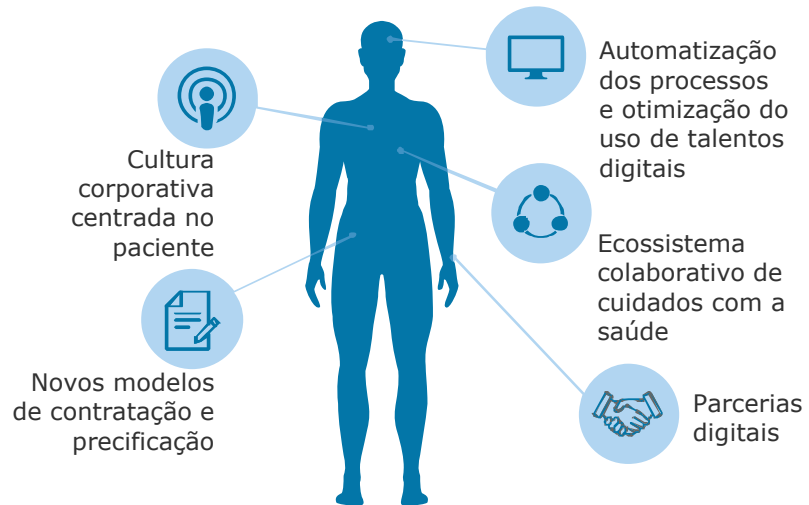 Automatização
dos processos
e otimização do
uso de talentos
digitais
Cultura
corporativa
centrada no
paciente
Ecossistema
colaborativo de
cuidados com a
saúde
Novos modelos
de contratação e
precificação
Parcerias
digitais